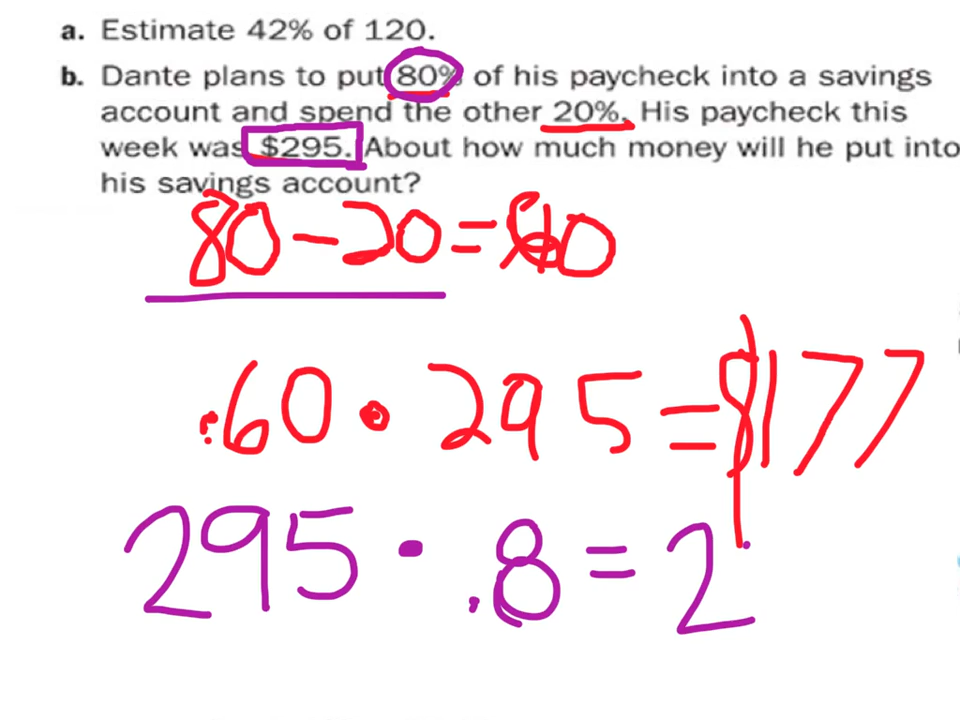 a. Estimate 42% of 120.
b. Dante plans to put 80% of his paycheck into a savings
account and spend the other 20%. His paycheck this
week was $295. About how much money will he put into
his savings account?
80-20=60
.60 • 295=$177
295 • .8=2